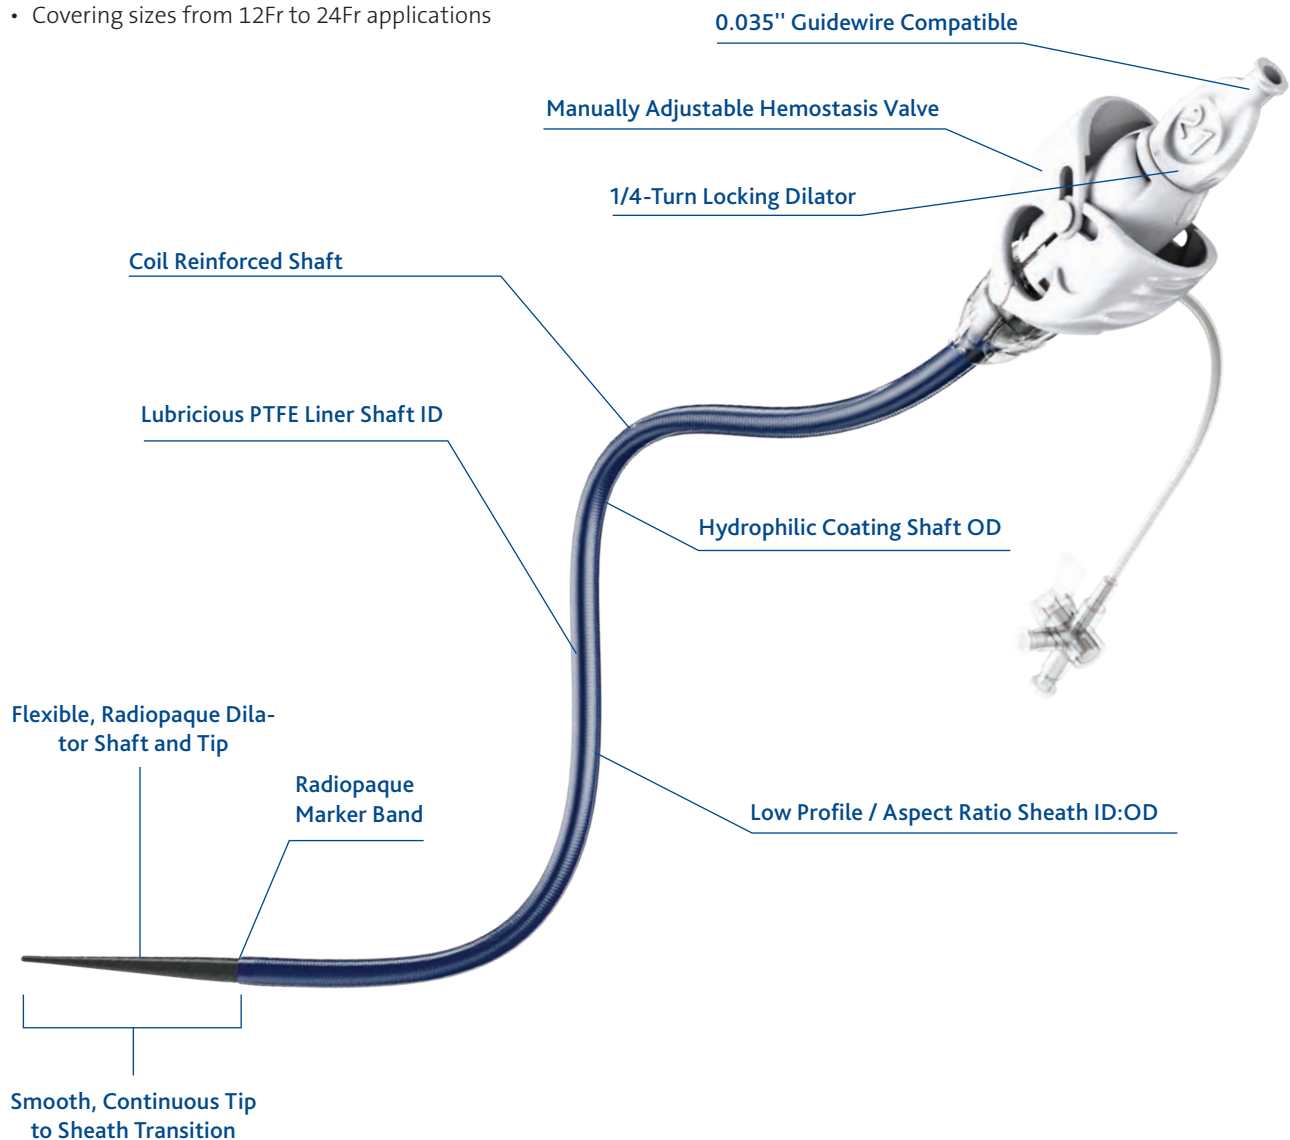 • Covering sizes from 12Fr to 24Fr applications
0.035'' Guidewire Compatible
Manually Adjustable Hemostasis Valve
1/4-Turn Locking Dilator
Coil Reinforced Shaft
Lubricious PTFE Liner Shaft ID
Hydrophilic Coating Shaft OD
Flexible, Radiopaque Dila-
tor Shaft and Tip
Radiopaque
Marker Band
Low Profile / Aspect Ratio Sheath ID:OD
Smooth, Continuous Tip
to Sheath Transition
21